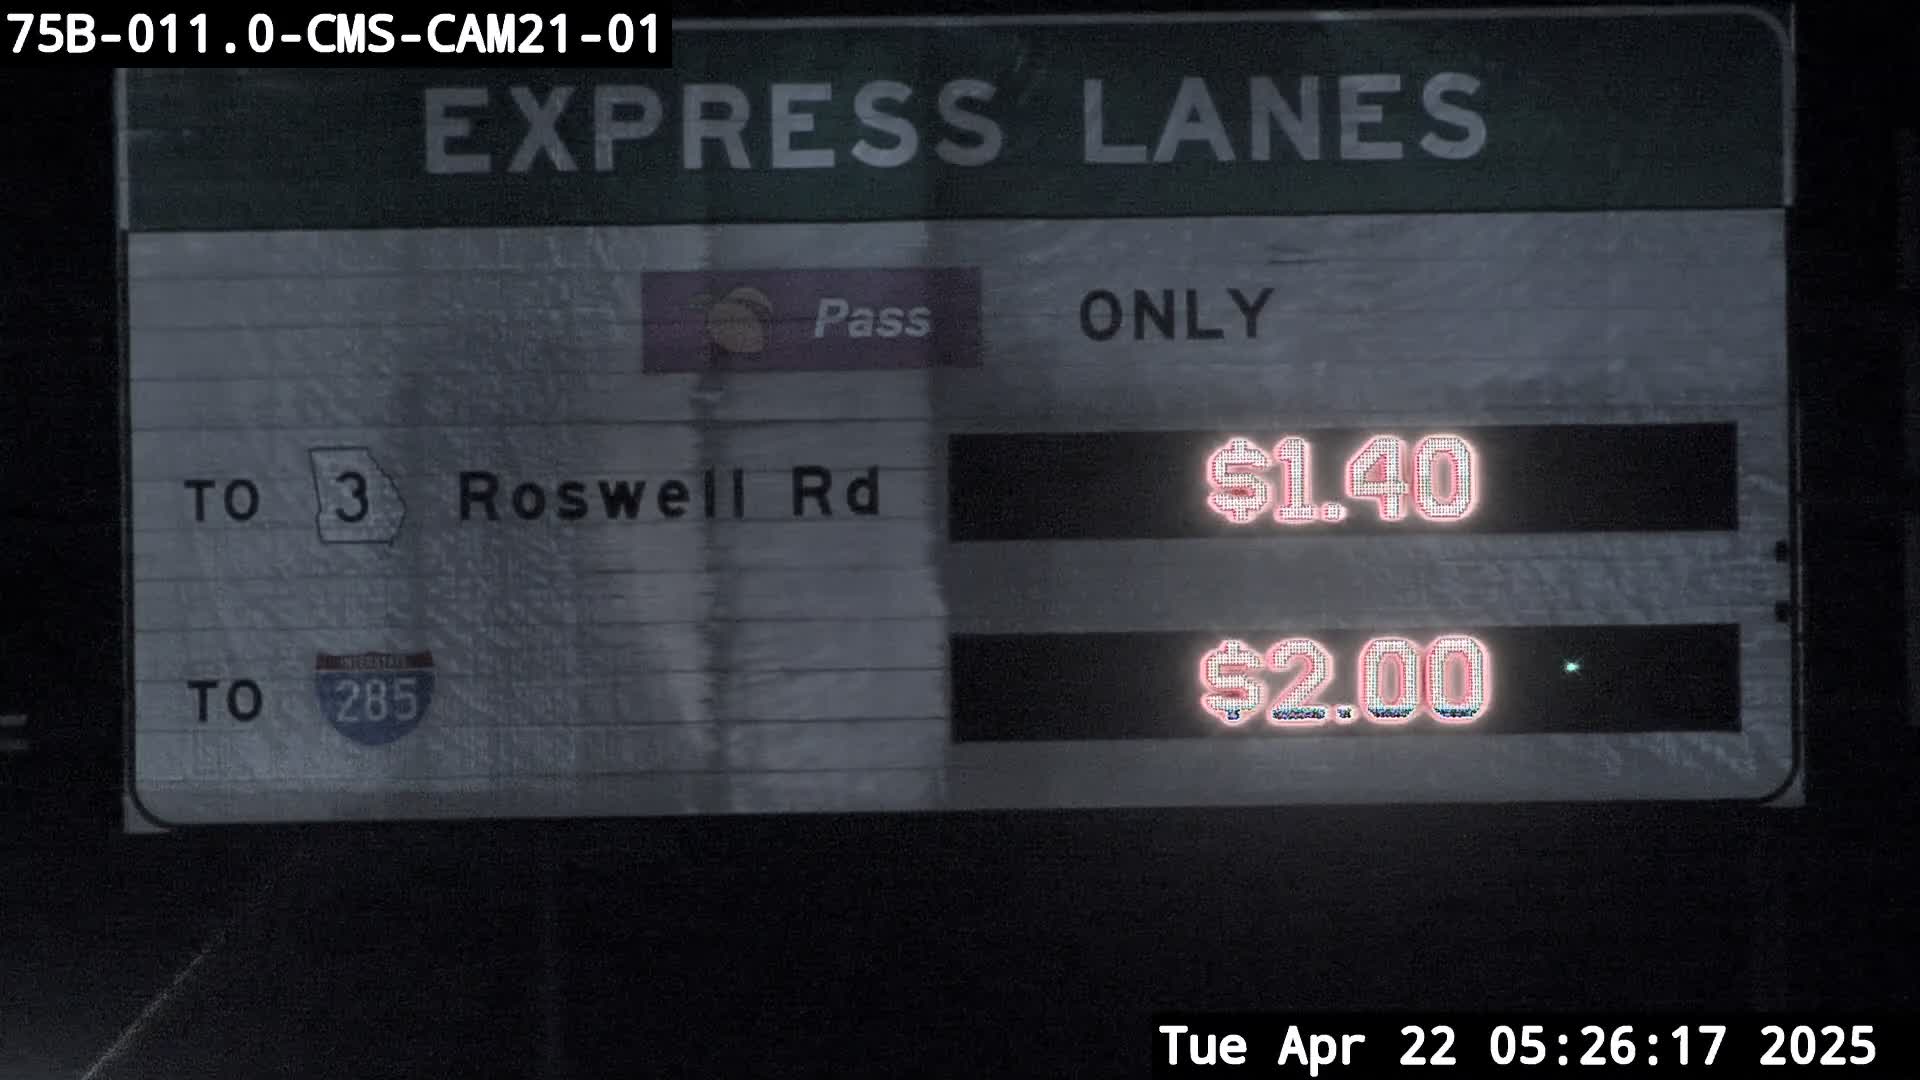 75B-011.0-CMS-CAM21-01
EXPRESS LANES
Pass ONLY
TO 3 Roswell Rd $1.40
INTERSTATE
TO 285 $2.00
Tue Apr 22 05:26:17 2025